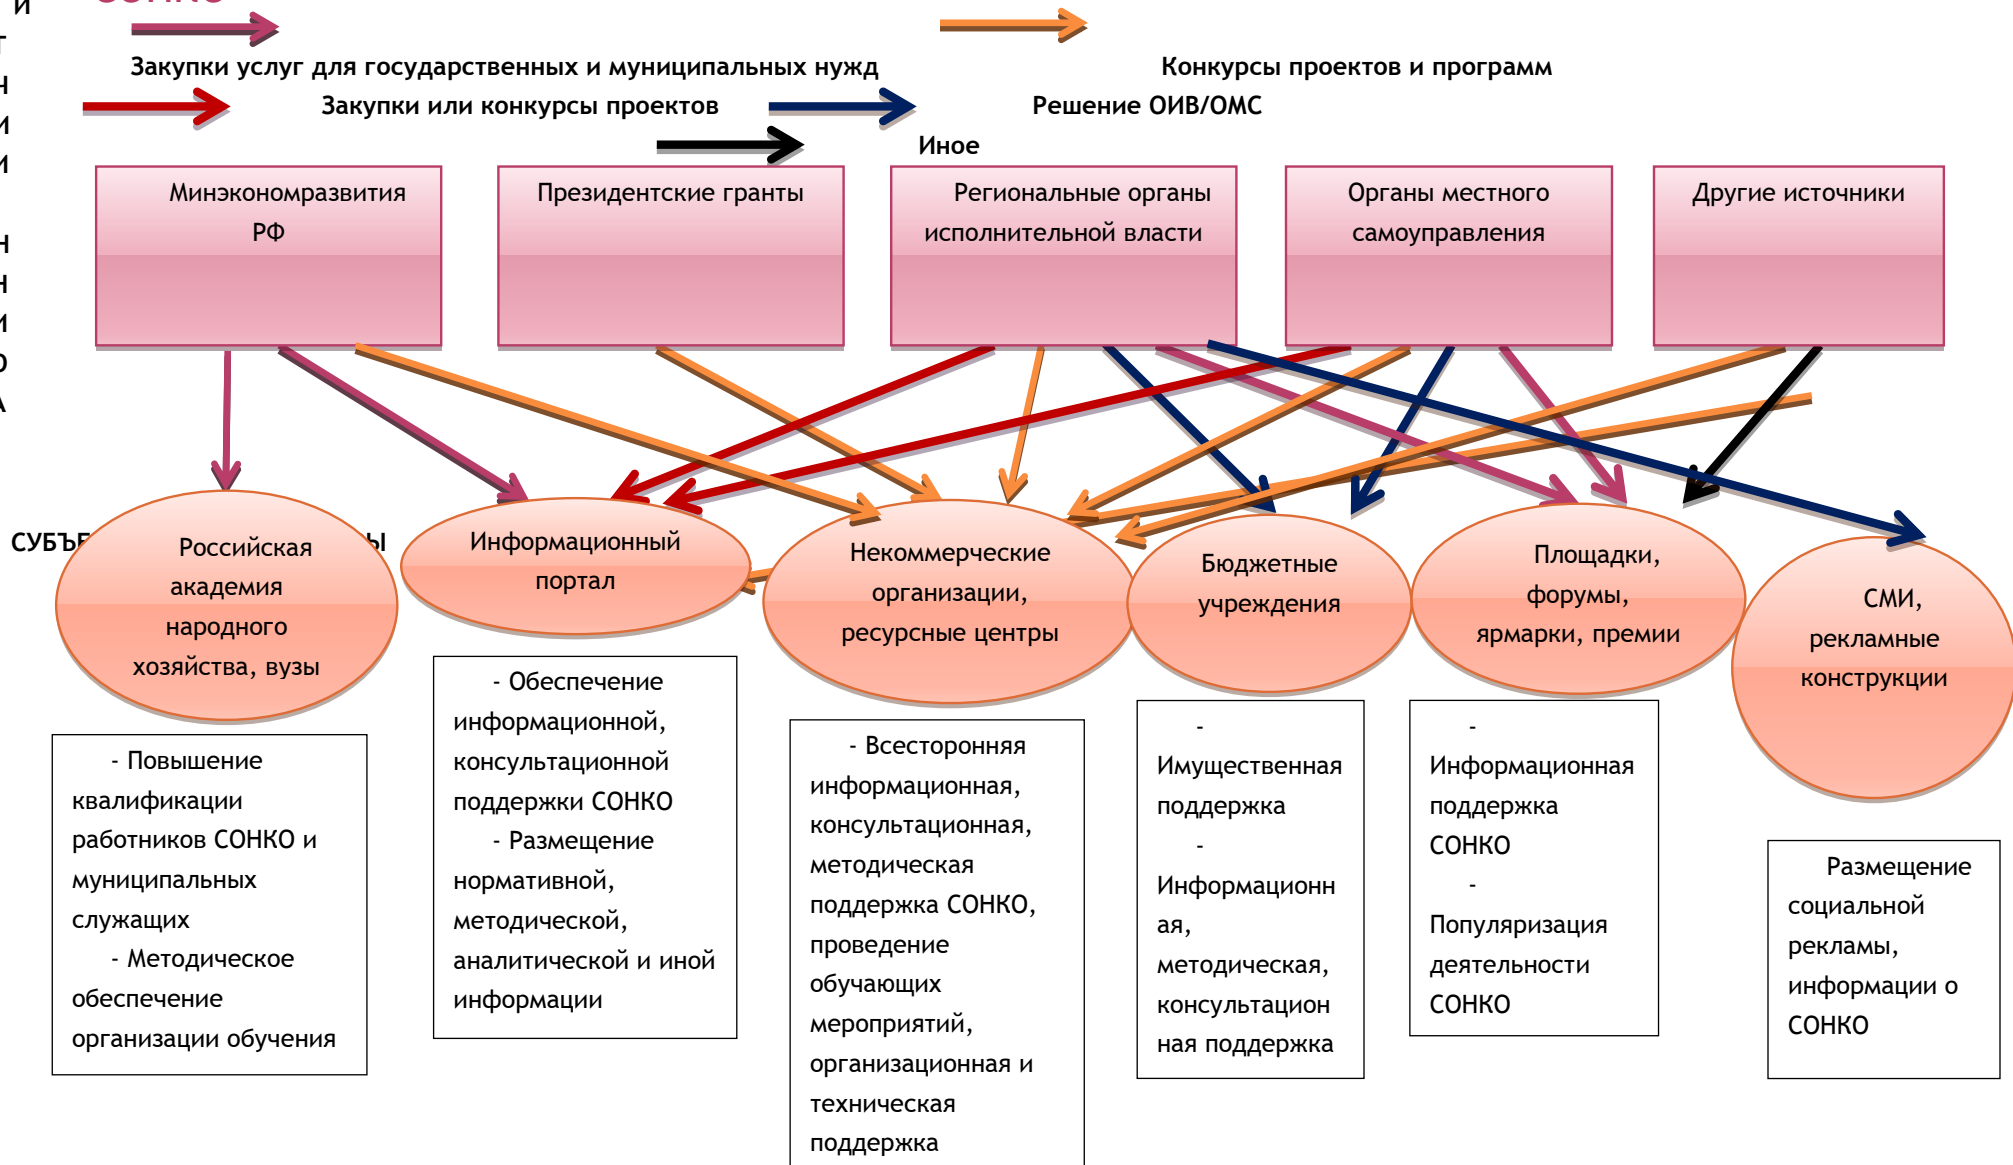 СОНКО
Закупки услуг для государственных и муниципальных нужд
Конкурсы проектов и программ
Закупки или конкурсы проектов
Решение ОИВ/ОМС
Иное
Минэкономразвития
РФ
Президентские гранты
Региональные органы
исполнительной власти
Органы местного
самоуправления
Другие источники
Российская
академия
народного
хозяйства, вузы
Информационный
портал
Некоммерческие
организации,
ресурсные центры
Бюджетные
учреждения
Площадки,
форумы,
ярмарки, премии
СМИ,
рекламные
конструкции
- Повышение
квалификации
работников СОНКО и
муниципальных
служащих
- Методическое
обеспечение
организации обучения
- Обеспечение
информационной,
консультационной
поддержки СОНКО
- Размещение
нормативной,
методической,
аналитической и иной
информации
- Всесторонняя
информационная,
консультационная,
методическая
поддержка СОНКО,
проведение
обучающих
мероприятий,
организационная и
техническая
поддержка
-
Имущественная
поддержка
-
Информационн
ая,
методическая,
консультацион
ная поддержка
-
Информационная
поддержка
СОНКО
-
Популяризация
деятельности
СОНКО
Размещение
социальной
рекламы,
информации о
СОНКО